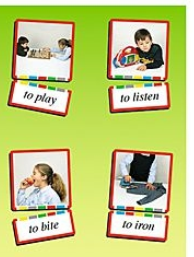 to play
to listen
to bite
to iron